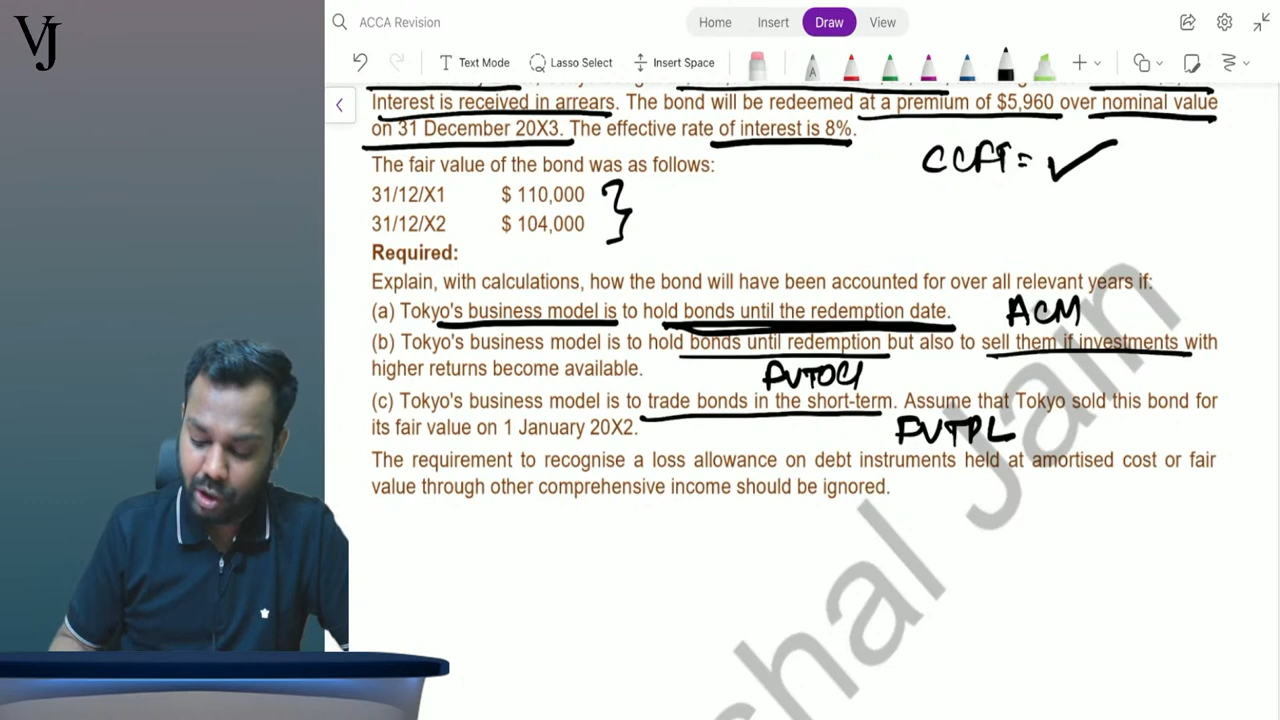 VJ
ACCA Revision
Home Insert Draw View
Text Mode Lasso Select Insert Space
Interest is received in arrears. The bond will be redeemed at a premium of $5,960 over nominal value
on 31 December 20X3. The effective rate of interest is 8%.
CCFT = ✓
The fair value of the bond was as follows:
31/12/X1 $ 110,000
31/12/X2 $ 104,000
Required:
Explain, with calculations, how the bond will have been accounted for over all relevant years if:
(a) Tokyo's business model is to hold bonds until the redemption date. ACM
(b) Tokyo's business model is to hold bonds until redemption but also to sell them if investments with
higher returns become available. FVTOCI
(c) Tokyo's business model is to trade bonds in the short-term. Assume that Tokyo sold this bond for
its fair value on 1 January 20X2. FVTPL
The requirement to recognise a loss allowance on debt instruments held at amortised cost or fair
value through other comprehensive income should be ignored.
shal Jain